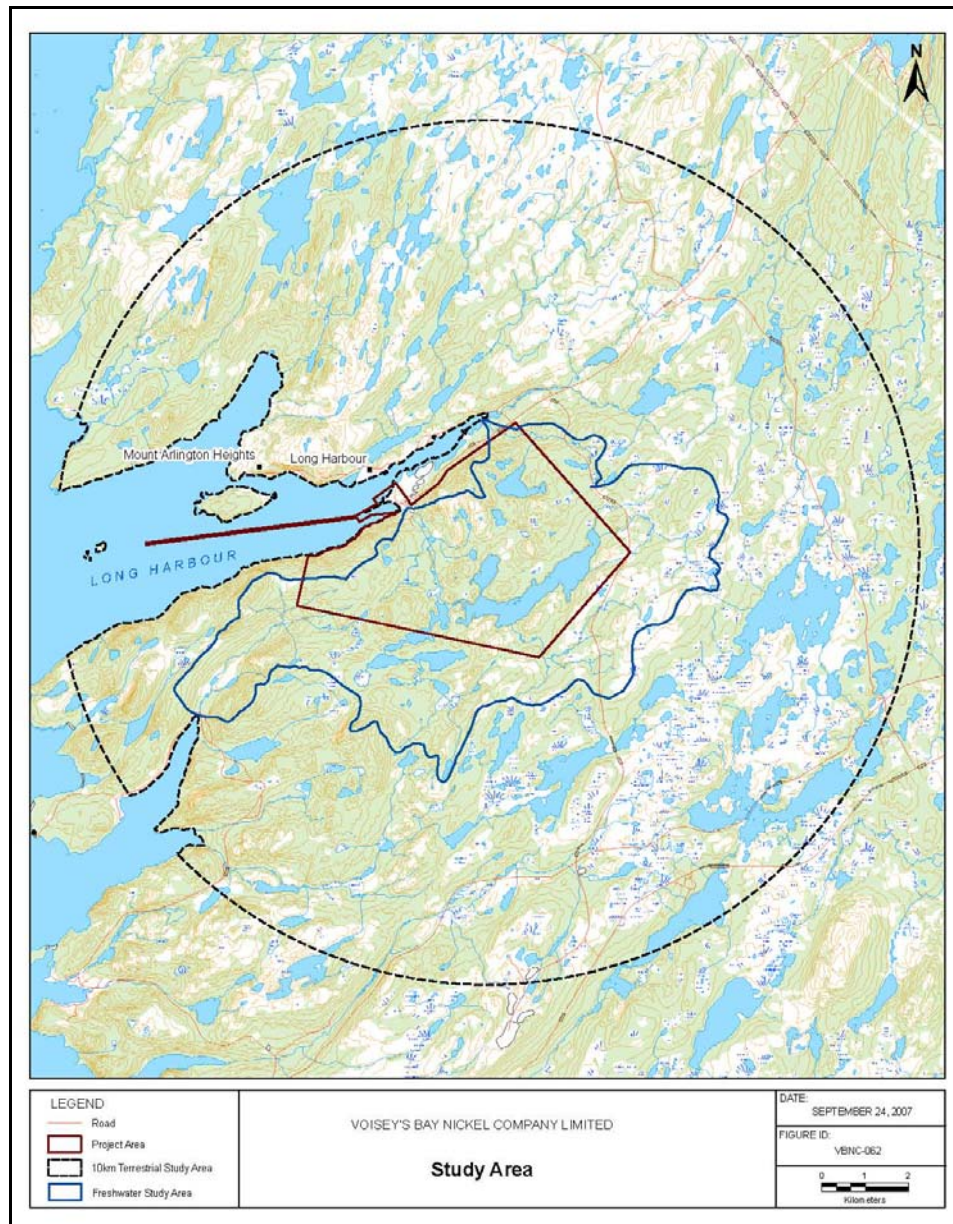 N
Mount Arlington Heights
Long Harbour
LONG HARBOUR
LEGEND
Road
Project Area
10km Terrestrial Study Area
Freshwater Study Area
VOISEY'S BAY NICKEL COMPANY LIMITED
Study Area
DATE:
SEPTEMBER 24, 2007
FIGURE ID:
VBNC-062
0 1 2
Kilometers